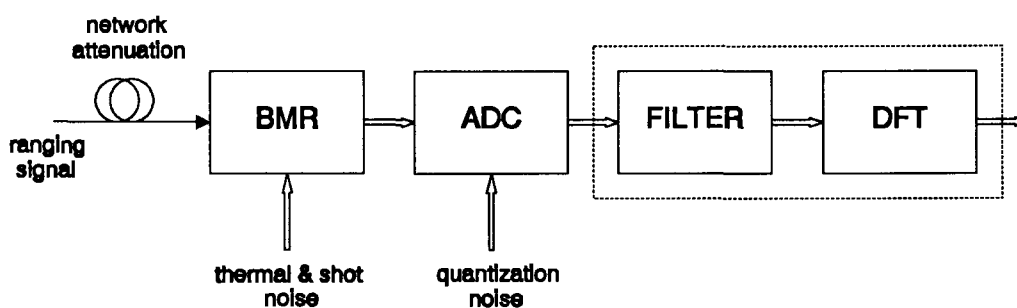 network
attenuation
ranging
signal
BMR
ADC
FILTER
DFT
thermal & shot
noise
quantization
noise